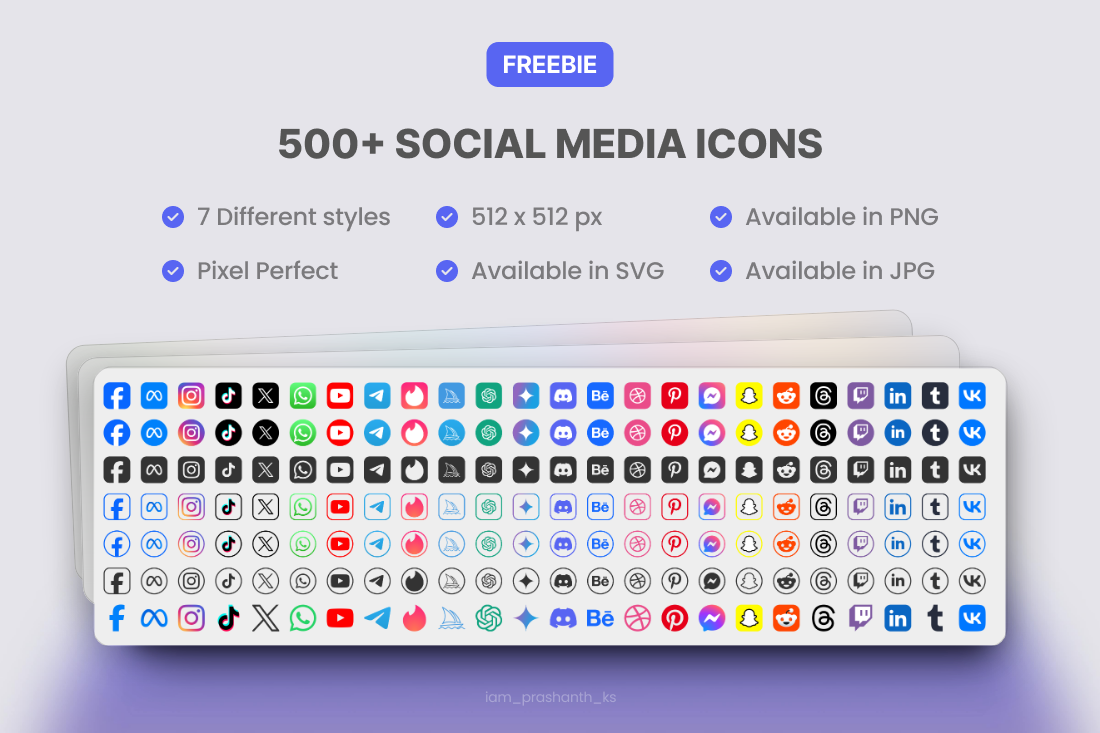 FREEBIE
500+ SOCIAL MEDIA ICONS
7 Different styles
512 x 512 px
Available in PNG
Pixel Perfect
Available in SVG
Available in JPG
iam_prashanth_ks